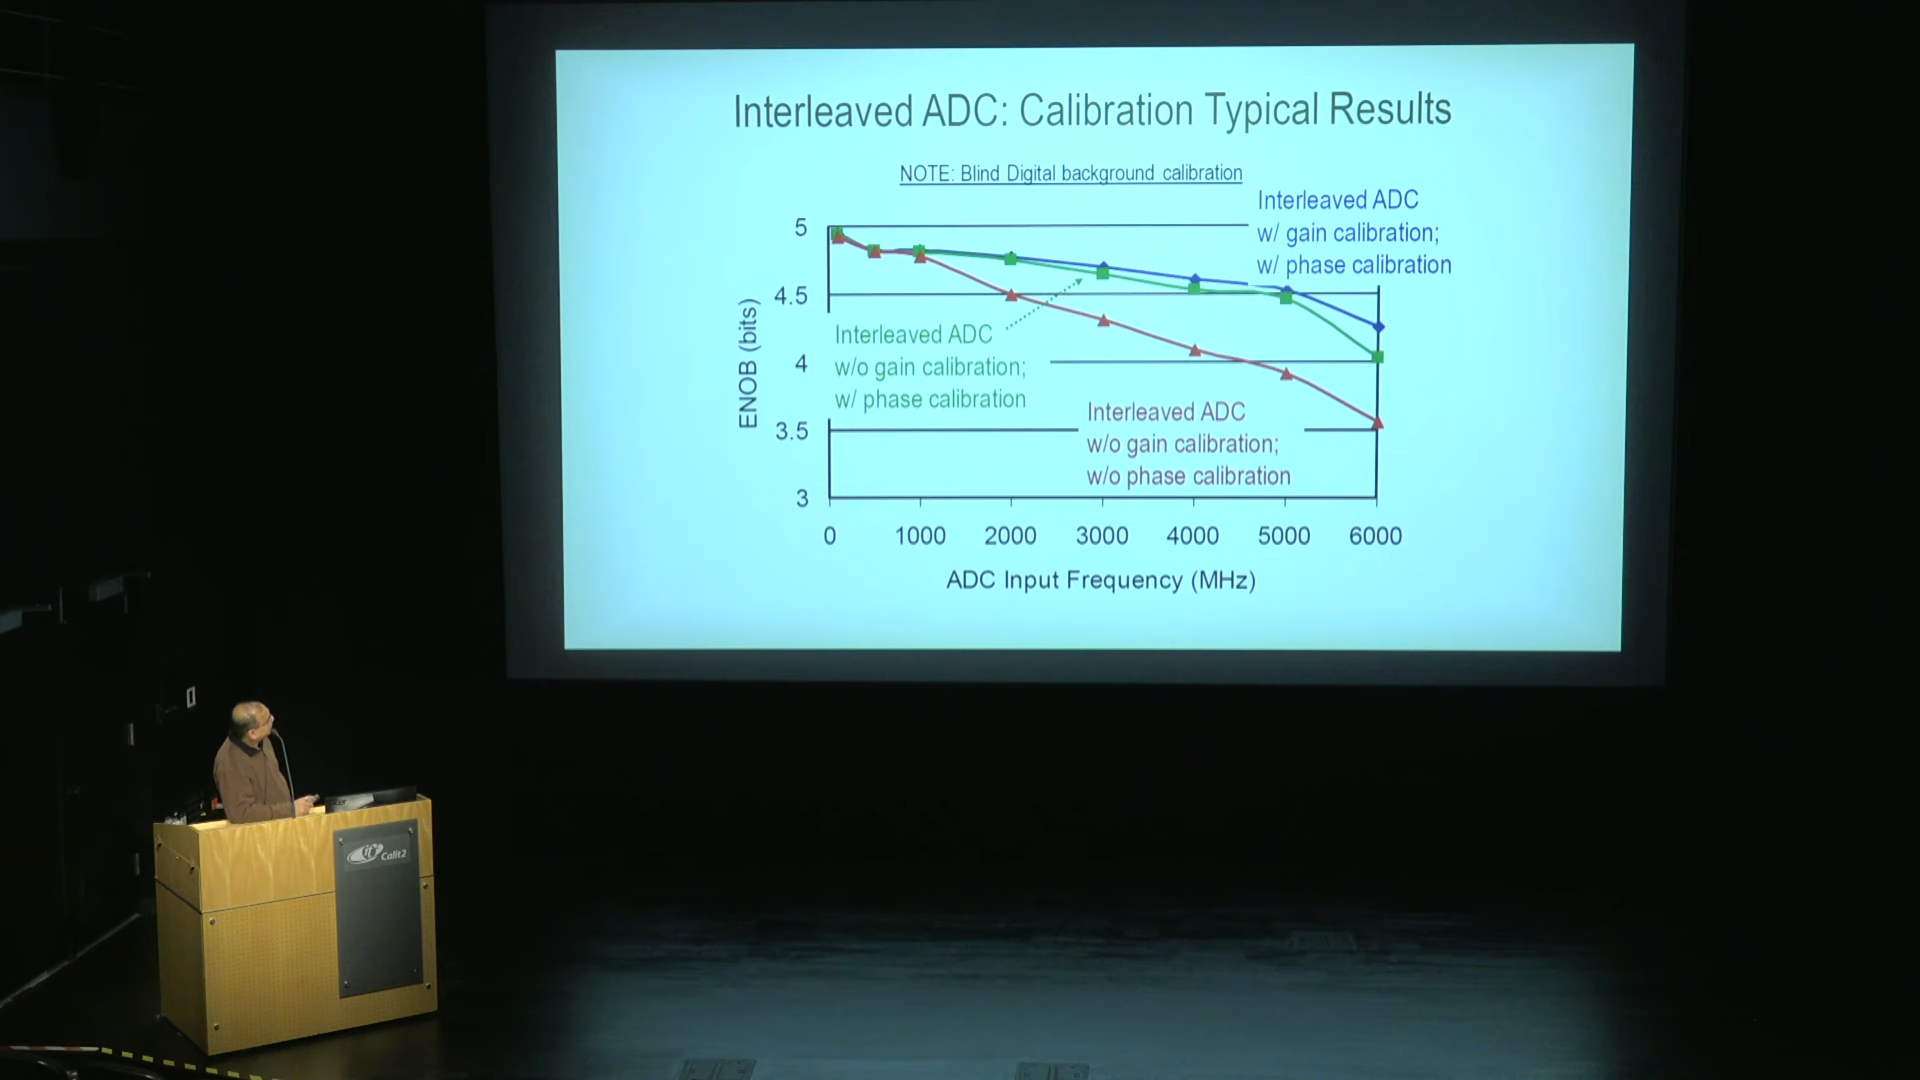 Interleaved ADC: Calibration Typical Results
NOTE: Blind Digital background calibration
Interleaved ADC
w/ gain calibration;
w/ phase calibration
5
4.5
4
3.5
3
ENOB (bits)
Interleaved ADC
w/o gain calibration;
w/ phase calibration
Interleaved ADC
w/o gain calibration;
w/o phase calibration
0 1000 2000 3000 4000 5000 6000
ADC Input Frequency (MHz)
Calit2